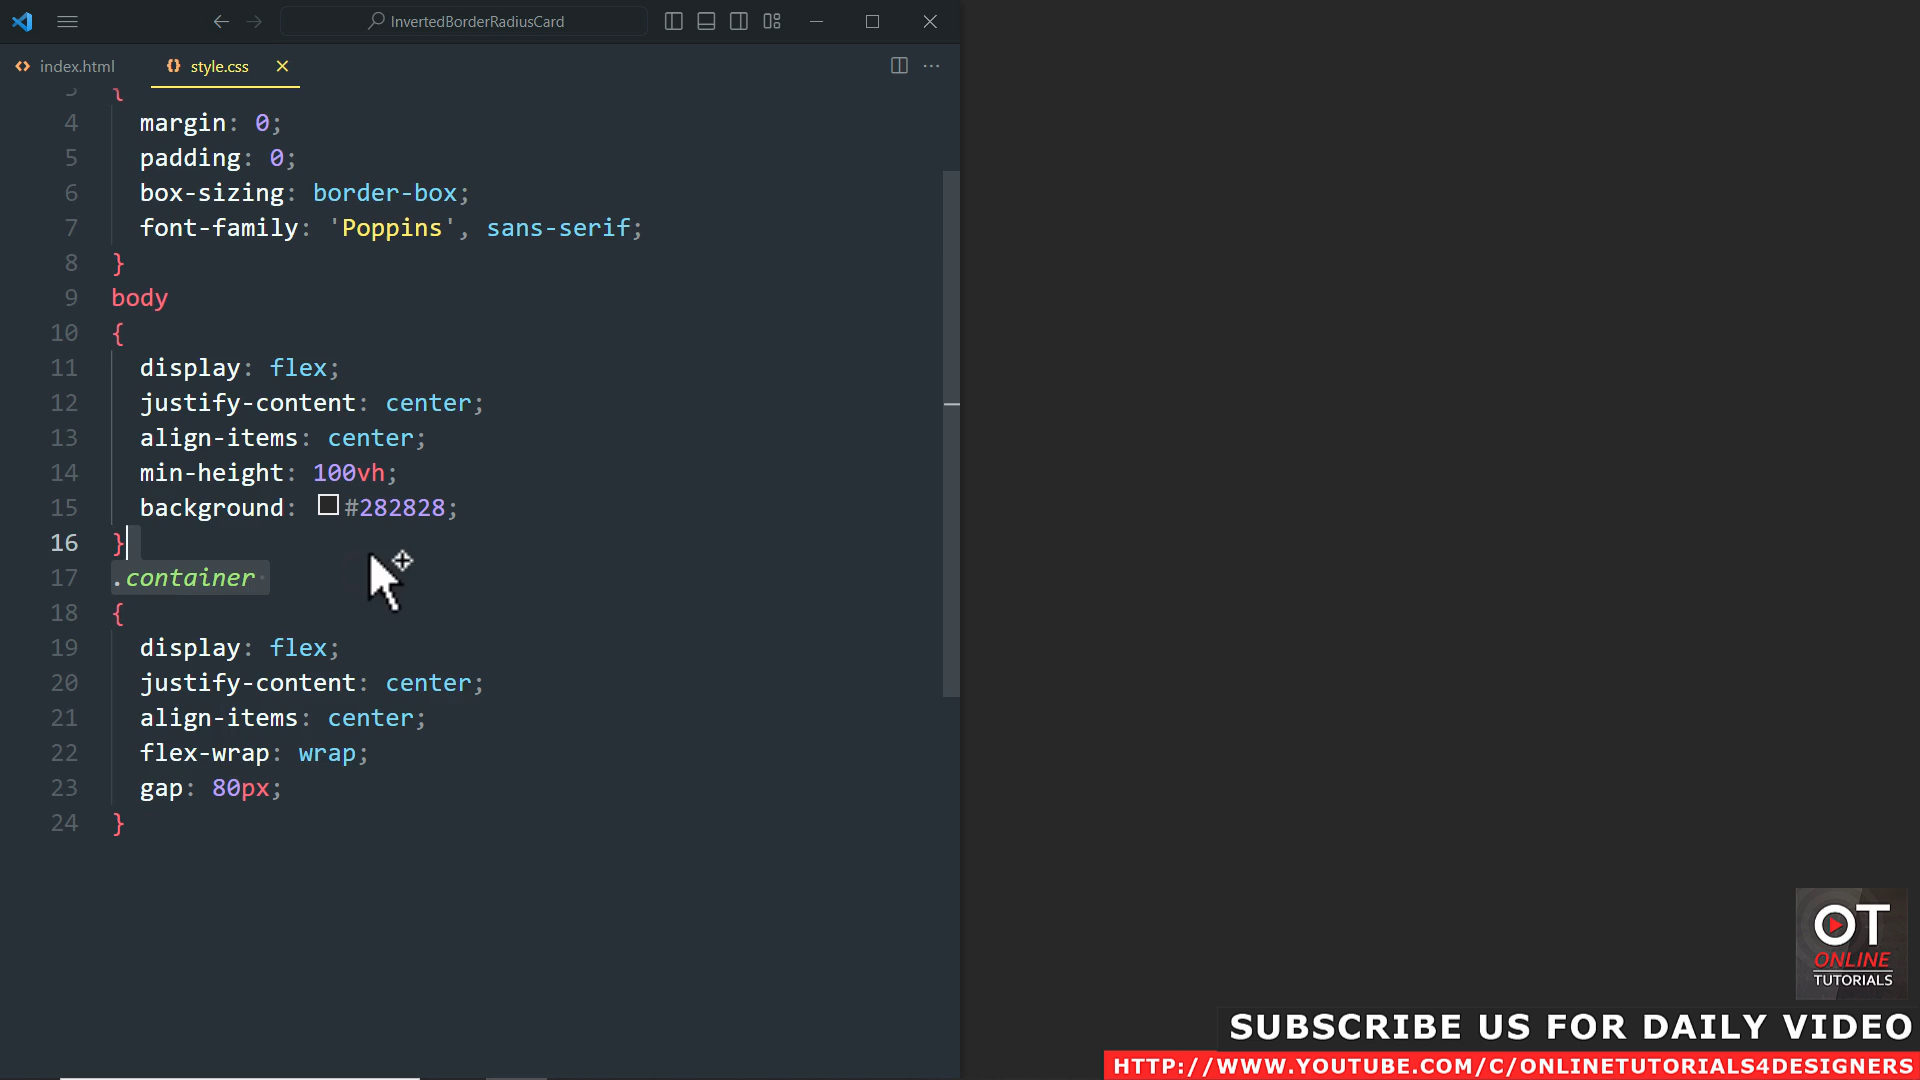 InvertedBorderRadiusCard
index.html
style.css
3 {
4 margin: 0;
5 padding: 0;
6 box-sizing: border-box;
7 font-family: 'Poppins', sans-serif;
8 }
9 body
10 {
11 display: flex;
12 justify-content: center;
13 align-items: center;
14 min-height: 100vh;
15 background: #282828;
16 }
17 .container
18 {
19 display: flex;
20 justify-content: center;
21 align-items: center;
22 flex-wrap: wrap;
23 gap: 80px;
24 }
OT
ONLINE
TUTORIALS
SUBSCRIBE US FOR DAILY VIDEO
HTTP://WWW.YOUTUBE.COM/C/ONLINETUTORIALS4DESIGNERS